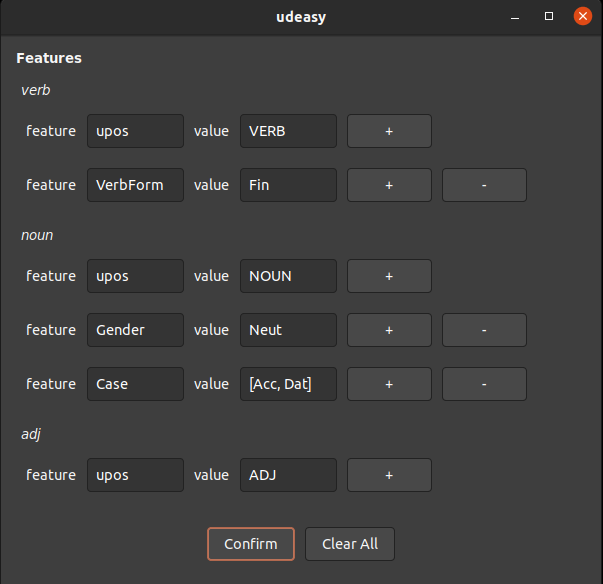 udeasy
Features
verb
feature upos value VERB +
feature VerbForm value Fin + -
noun
feature upos value NOUN +
feature Gender value Neut + -
feature Case value [Acc, Dat] + -
adj
feature upos value ADJ +
Confirm Clear All